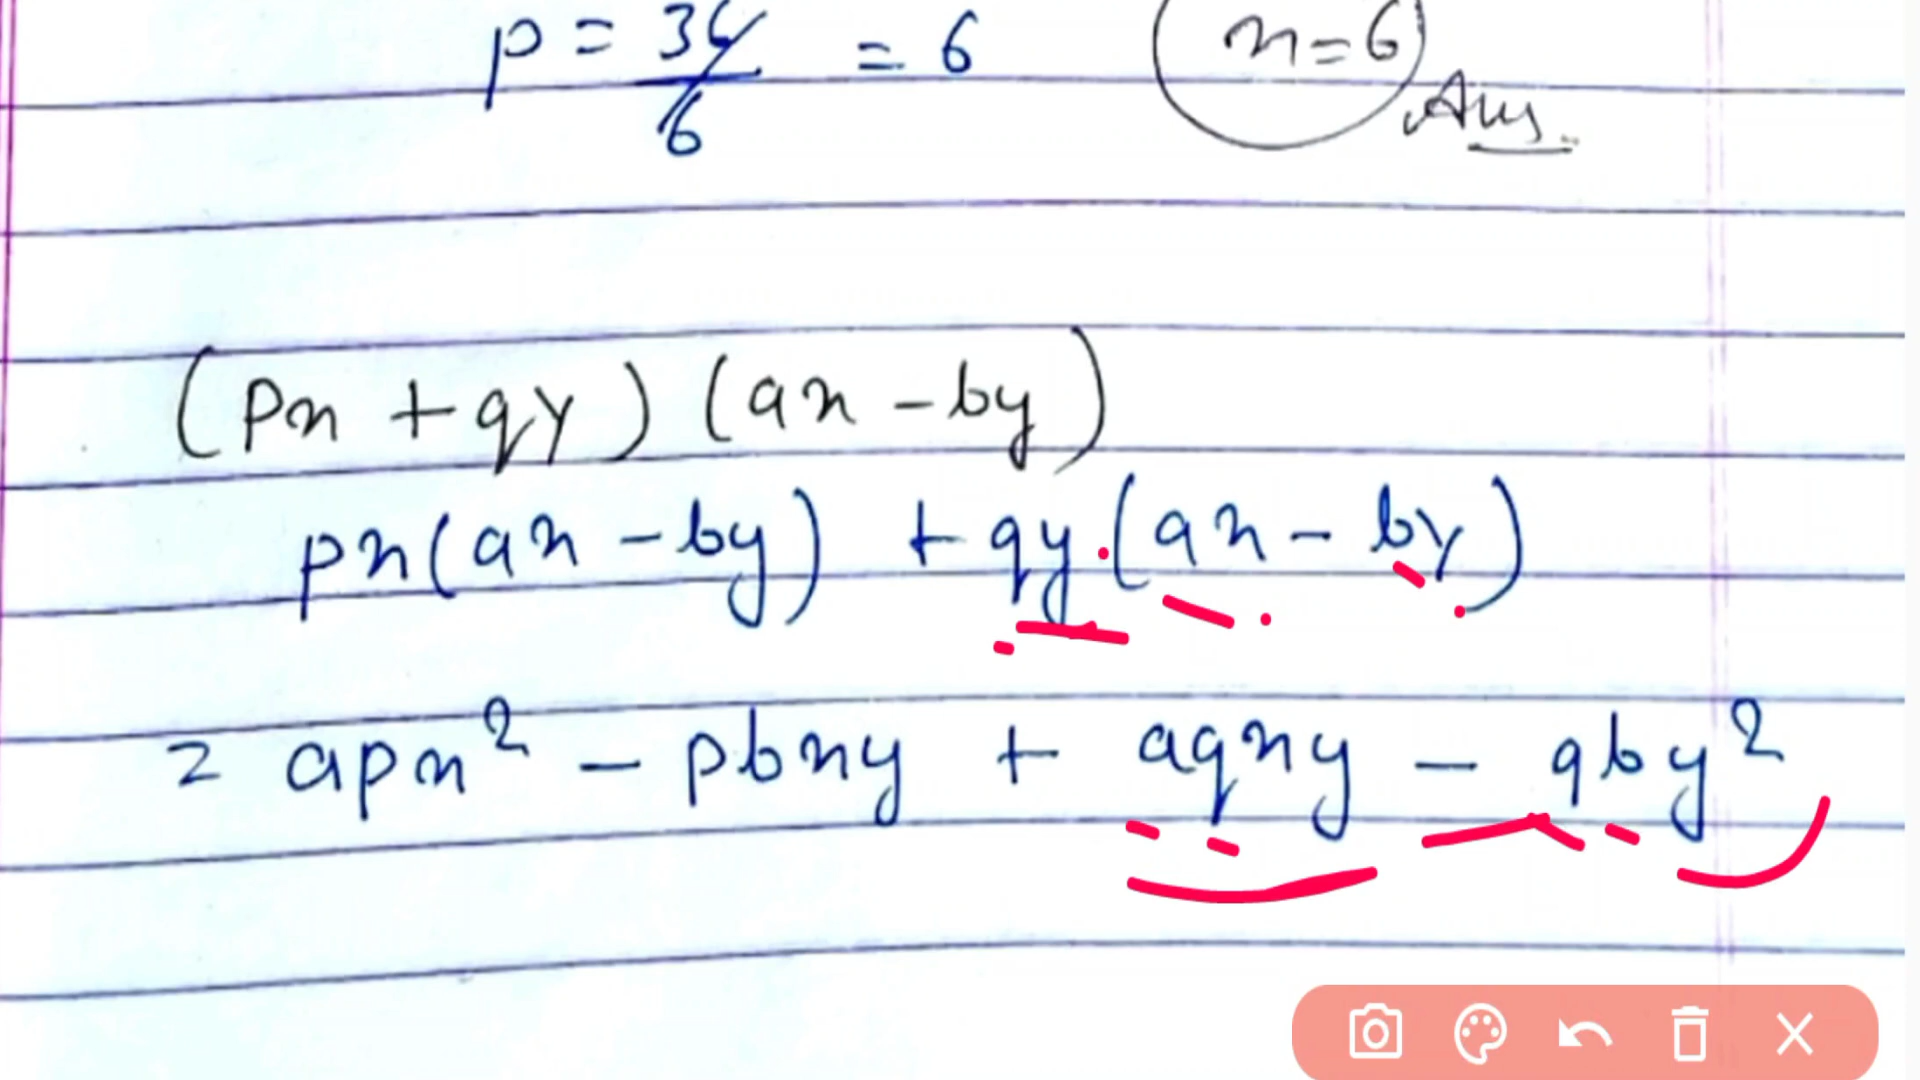 p = 36/6 = 6 x=6 Ans.
(px + qy) (ax - by)
px(ax - by) + qy.(ax - by)
= apx² - pbxy + aqxy - qby²